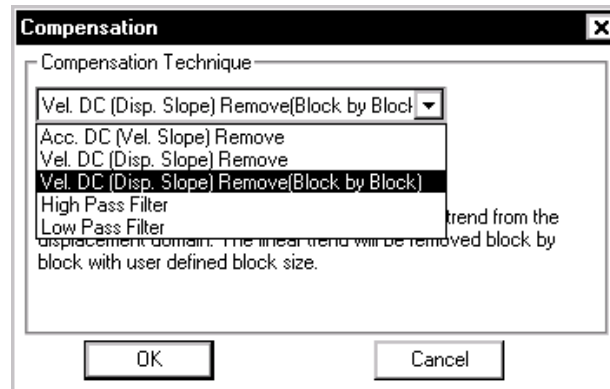 Compensation
Compensation Technique
Vel. DC (Disp. Slope) Remove(Block by Block
Acc. DC (Vel. Slope) Remove
Vel. DC (Disp. Slope) Remove
Vel. DC (Disp. Slope) Remove(Block by Block)
High Pass Filter
Low Pass Filter
trend from the
displacement domain. The linear trend will be removed block by
block with user defined block size.
OK
Cancel